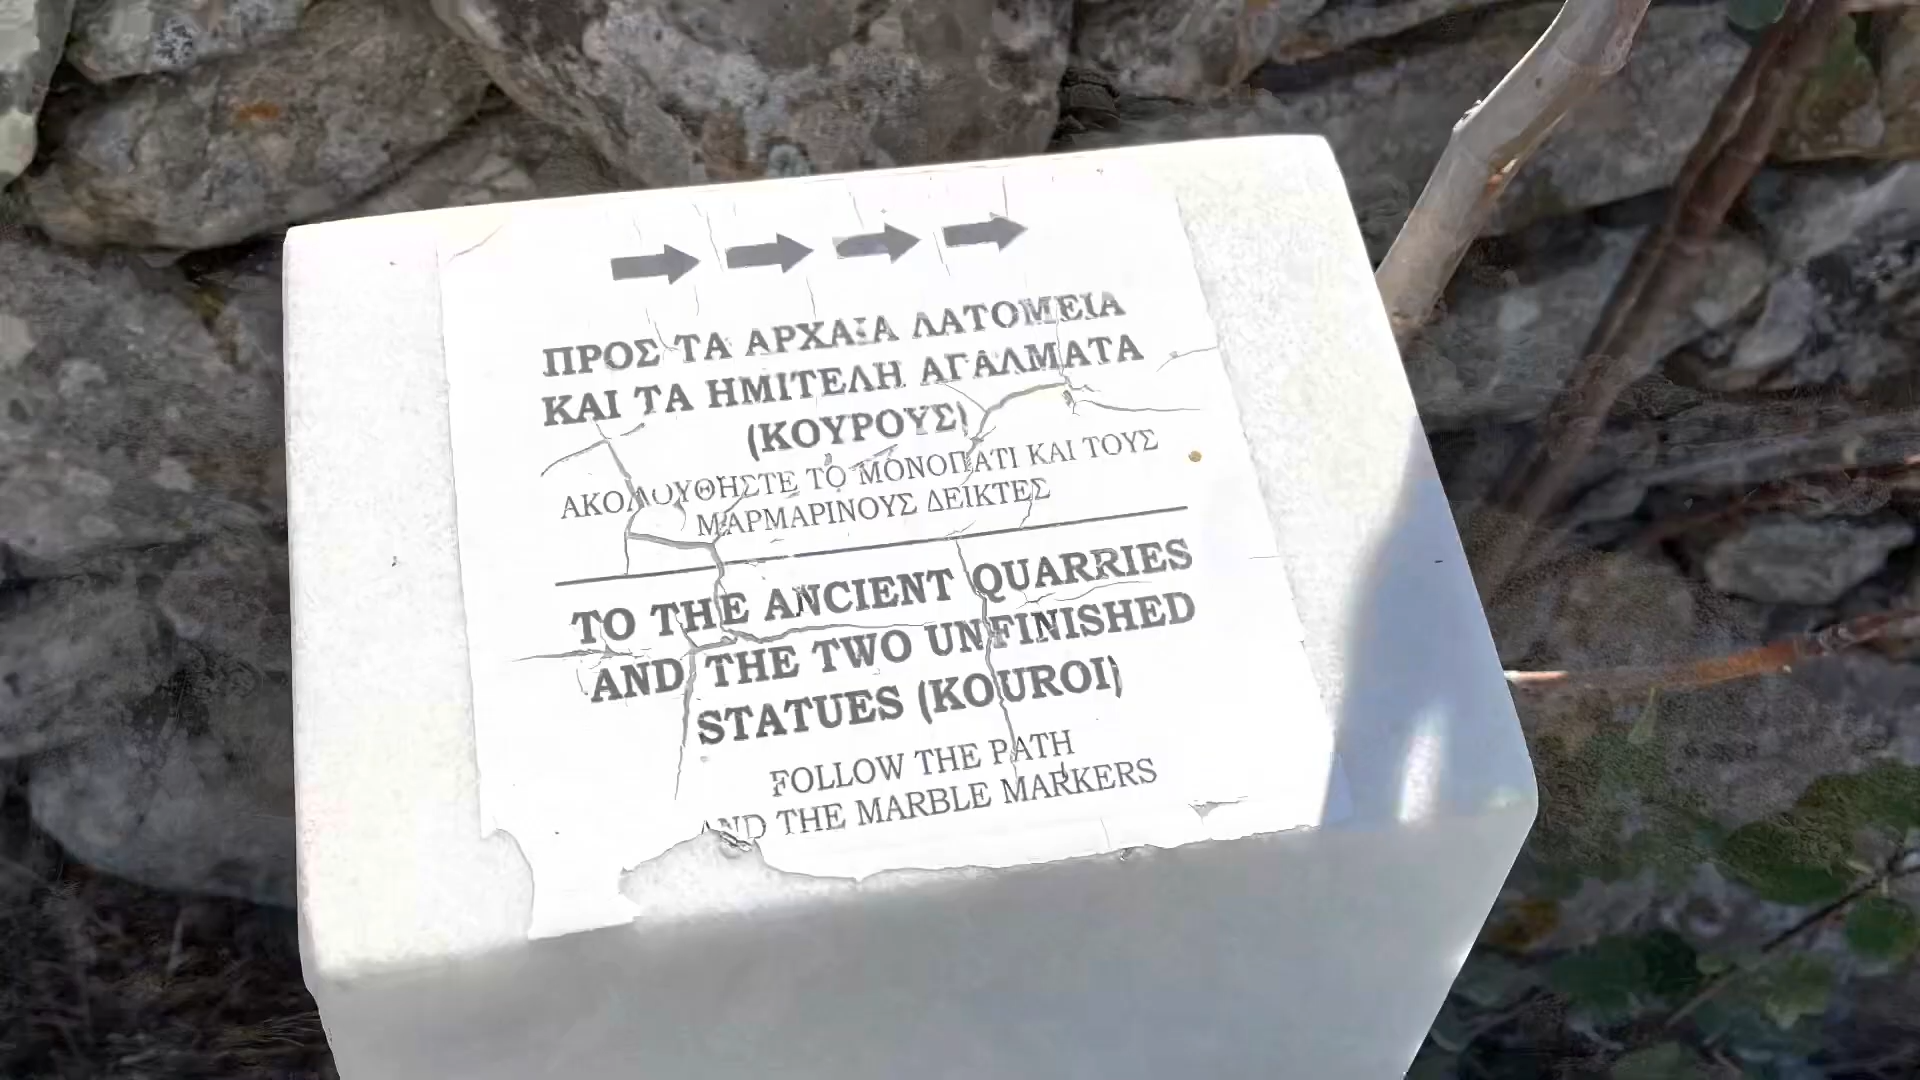 ΠΡΟΣ ΤΑ ΑΡΧΑΙΑ ΛΑΤΟΜΕΙΑ
ΚΑΙ ΤΑ ΗΜΙΤΕΛΗ ΑΓΑΛΜΑΤΑ
(ΚΟΥΡΟΥΣ)
ΑΚΟΛΟΥΘΗΣΤΕ ΤΟ ΜΟΝΟΠΑΤΙ ΚΑΙ ΤΟΥΣ
ΜΑΡΜΑΡΙΝΟΥΣ ΔΕΙΚΤΕΣ
TO THE ANCIENT QUARRIES
AND THE TWO UNFINISHED
STATUES (KOUROI)
FOLLOW THE PATH
AND THE MARBLE MARKERS